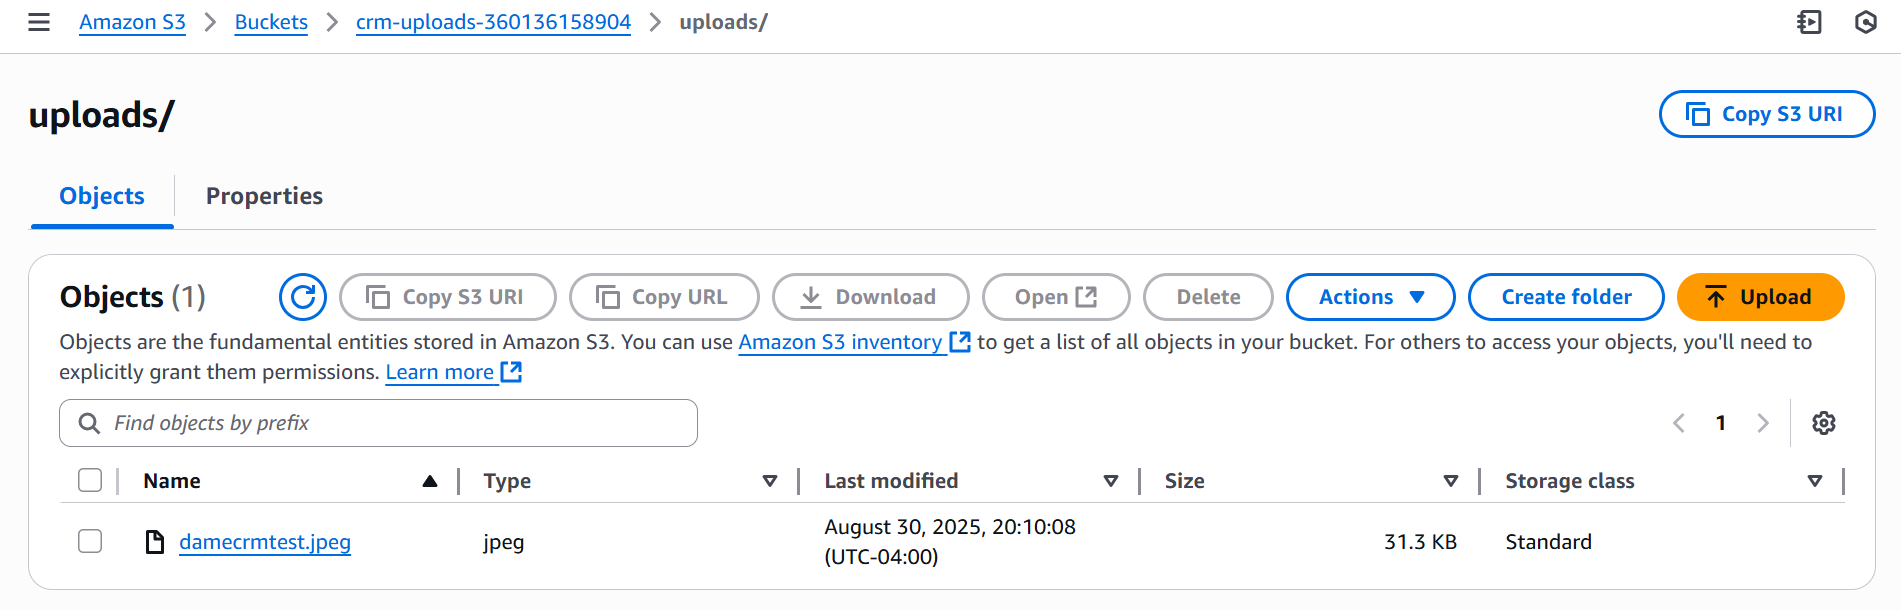 Amazon S3 > Buckets > crm-uploads-360136158904 > uploads/
uploads/
Copy S3 URI
Objects
Properties
Objects (1)
Copy S3 URI
Copy URL
Download
Open
Delete
Actions
Create folder
Upload
Objects are the fundamental entities stored in Amazon S3. You can use Amazon S3 inventory to get a list of all objects in your bucket. For others to access your objects, you'll need to
explicitly grant them permissions. Learn more
Find objects by prefix
1
Name
Type
Last modified
Size
Storage class
damecrmtest.jpeg
jpeg
August 30, 2025, 20:10:08
(UTC-04:00)
31.3 KB
Standard